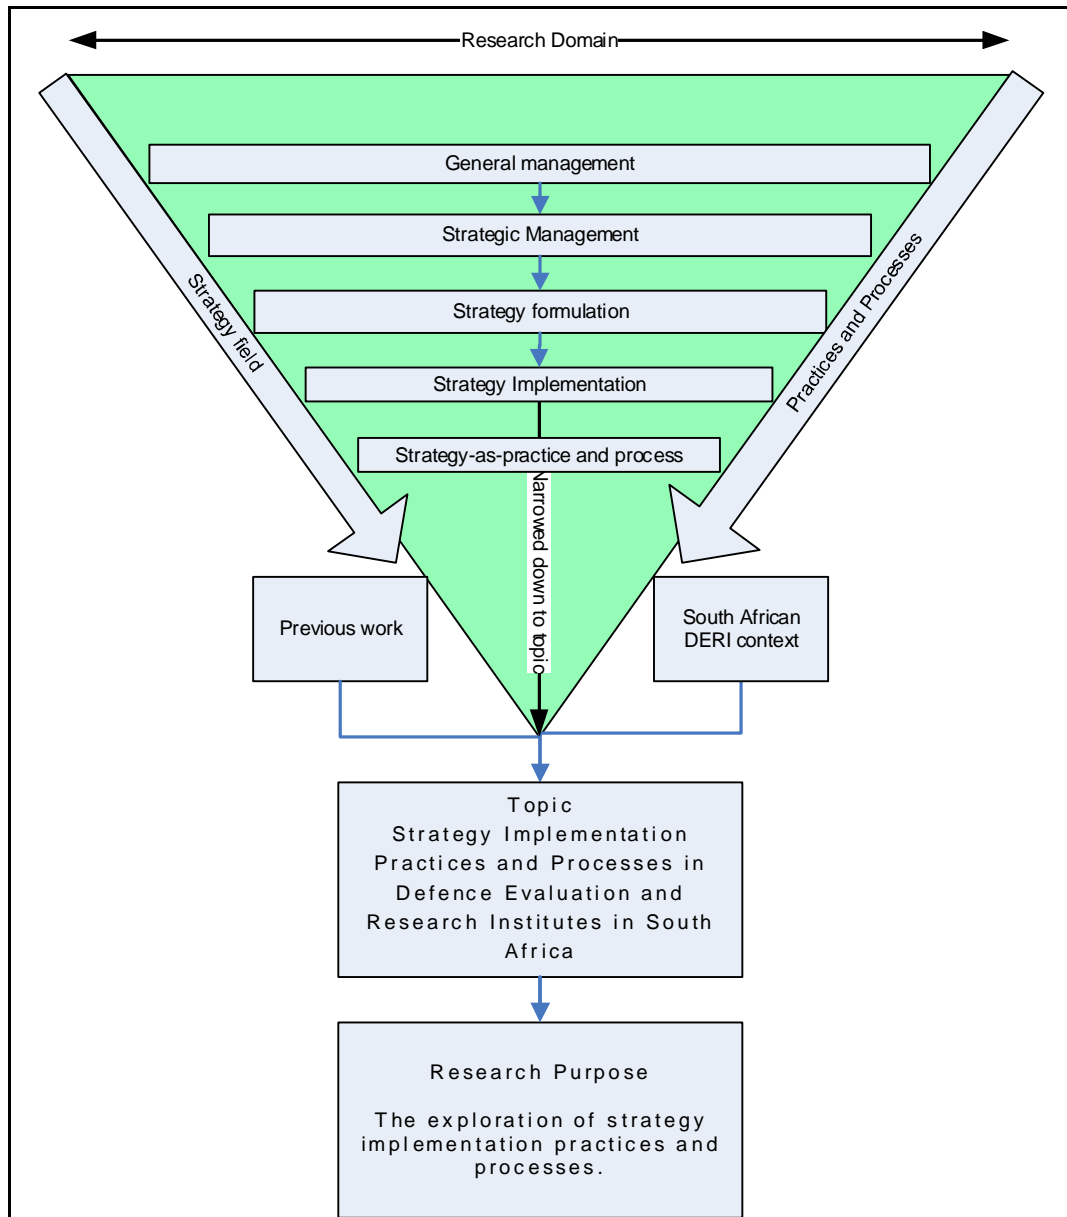 Research Domain
General management
Strategic Management
Strategy formulation
Strategy Implementation
Strategy-as-practice and process
Strategy field
Practices and Processes
Narrowed down to topic
Previous work
South African
DERI context
Topic
Strategy Implementation
Practices and Processes in
Defence Evaluation and
Research Institutes in South
Africa
Research Purpose
The exploration of strategy
implementation practices and
processes.